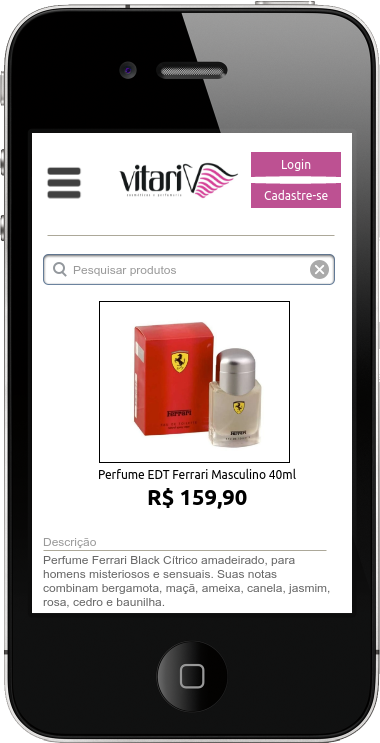 vitari
cosméticos e perfumaria
Login
Cadastre-se
Pesquisar produtos
Ferrari
Perfume EDT Ferrari Masculino 40ml
R$ 159,90
Descrição
Perfume Ferrari Black Cítrico amadeirado, para
homens misteriosos e sensuais. Suas notas
combinam bergamota, maçã, ameixa, canela, jasmim,
rosa, cedro e baunilha.